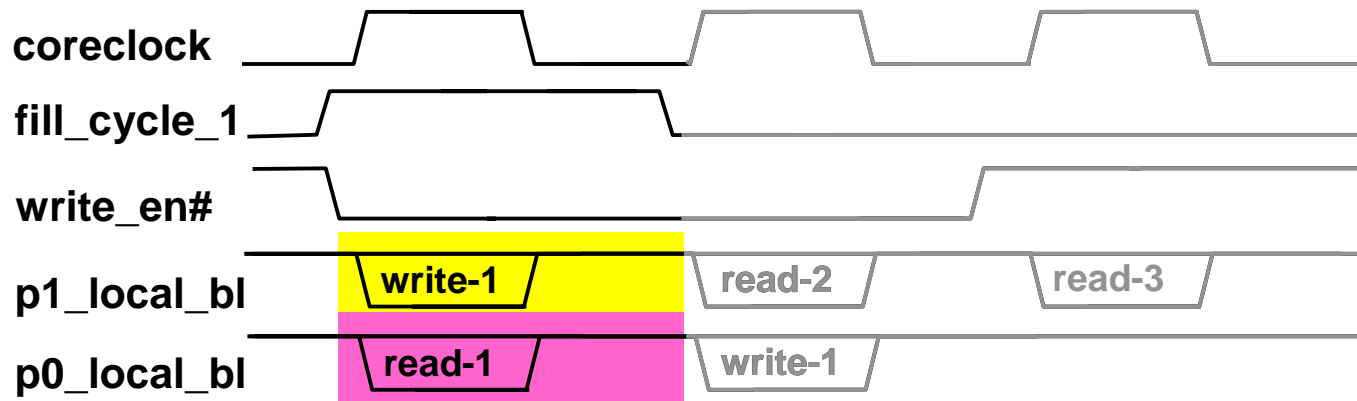 coreclock
fill_cycle_1
write_en#
p1_local_bl write-1 read-2 read-3
p0_local_bl read-1 write-1